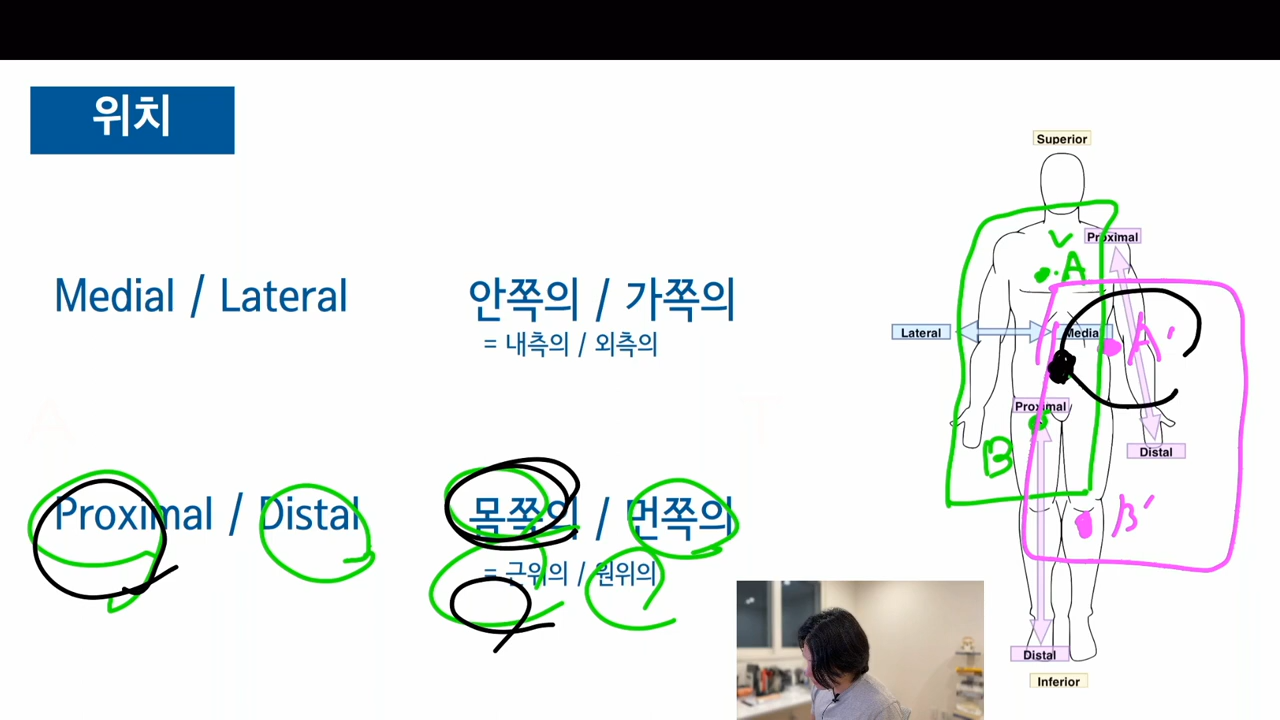 위치
Medial / Lateral
안쪽의 / 가쪽의
= 내측의 / 외측의
Proximal / Distal
몸쪽의 / 먼쪽의
= 근위의 / 원위의
Superior
Proximal
A
Lateral
Medial
A'
Proximal
B
Distal
B'
Distal
Inferior